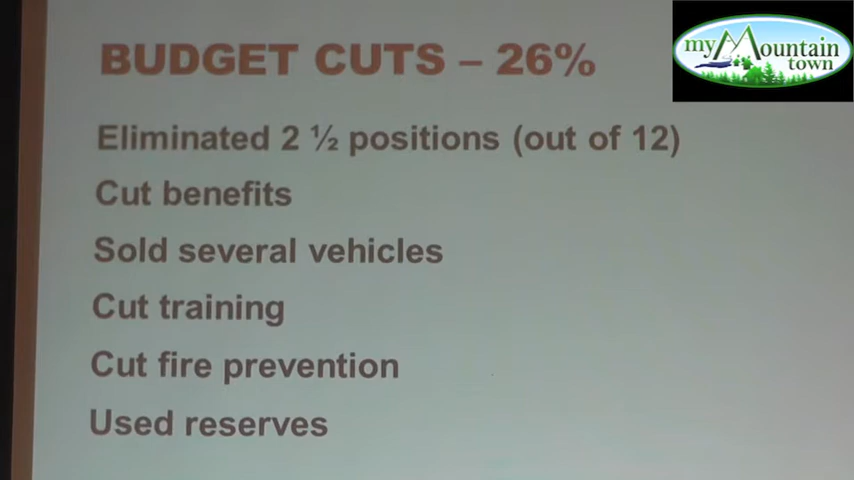 BUDGET CUTS – 26%
my Mountain
town
Eliminated 2 ½ positions (out of 12)
Cut benefits
Sold several vehicles
Cut training
Cut fire prevention
Used reserves